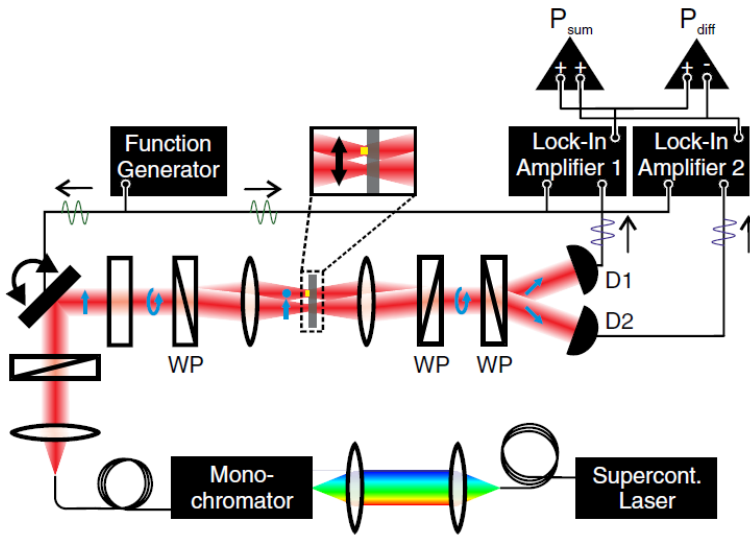 P sum
P diff
+ +
+ -
Function
Generator
Lock-In
Amplifier 1
Lock-In
Amplifier 2
D1
D2
WP
WP
WP
Mono-
chromator
Supercont.
Laser